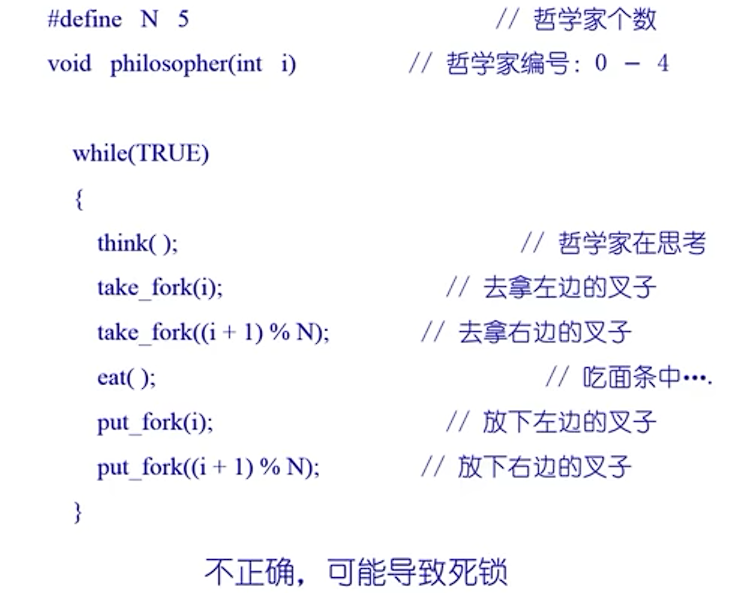 #define N 5 // 哲学家个数
void philosopher(int i) // 哲学家编号: 0 - 4
while(TRUE)
{
think( ); // 哲学家在思考
take_fork(i); // 去拿左边的叉子
take_fork((i + 1) % N); // 去拿右边的叉子
eat( ); // 吃面条中….
put_fork(i); // 放下左边的叉子
put_fork((i + 1) % N); // 放下右边的叉子
}
不正确，可能导致死锁